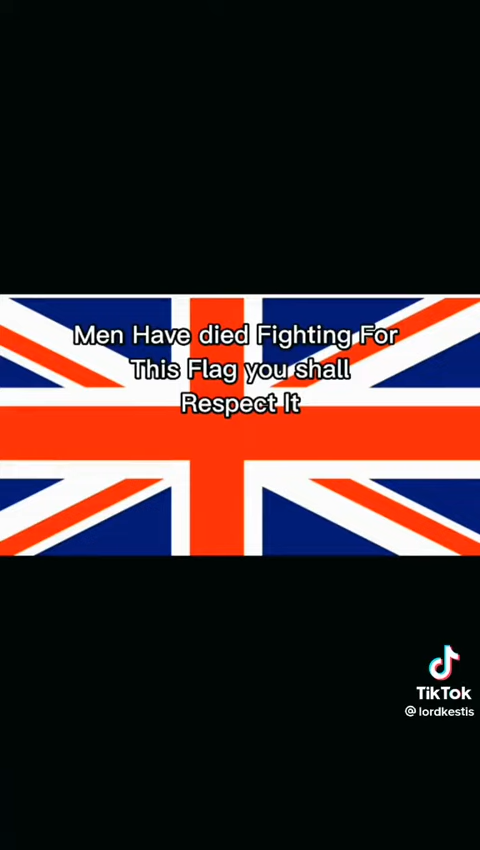 Men Have died Fighting For
This Flag you shall
Respect It
TikTok
@ lordkestis